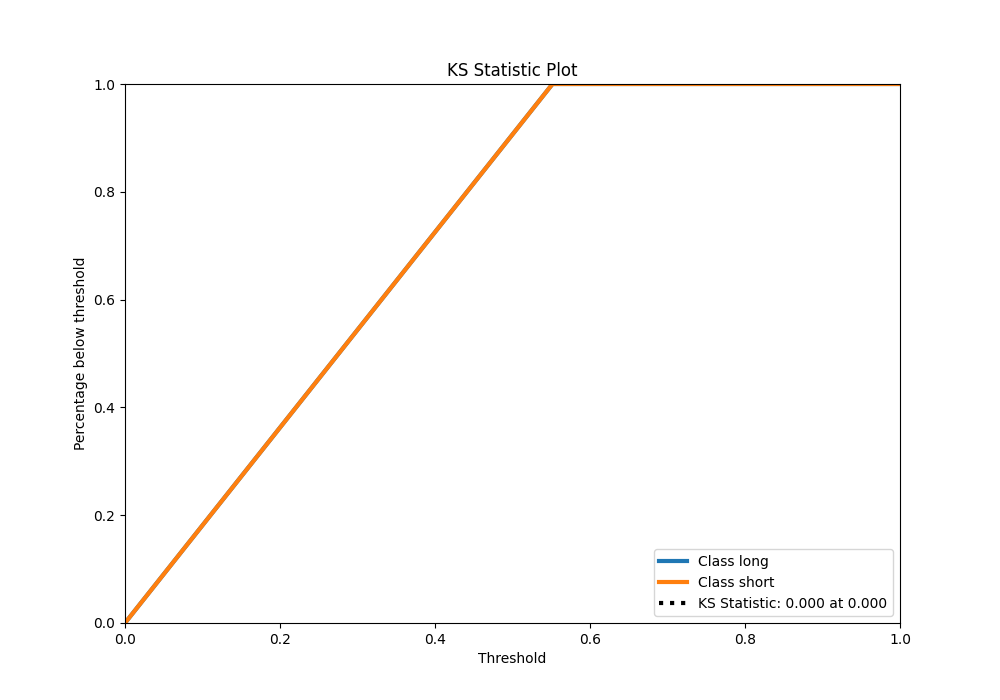 KS Statistic Plot
Percentage below threshold
1.0
0.8
0.6
0.4
0.2
0.0
0.0 0.2 0.4 0.6 0.8 1.0
Threshold
Class long
Class short
KS Statistic: 0.000 at 0.000